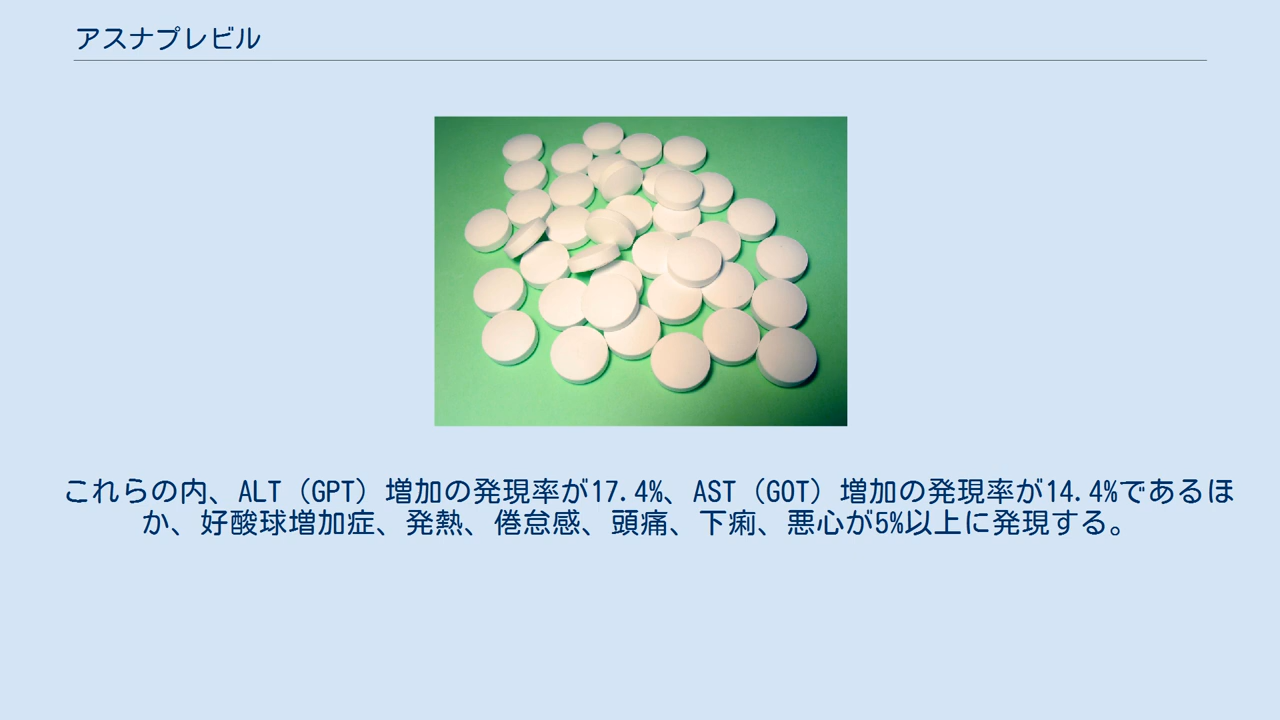 アスナプレビル
これらの内、ALT（GPT）増加の発現率が17.4%、AST（GOT）増加の発現率が14.4%であるほ
か、好酸球増加症、発熱、倦怠感、頭痛、下痢、悪心が5%以上に発現する。